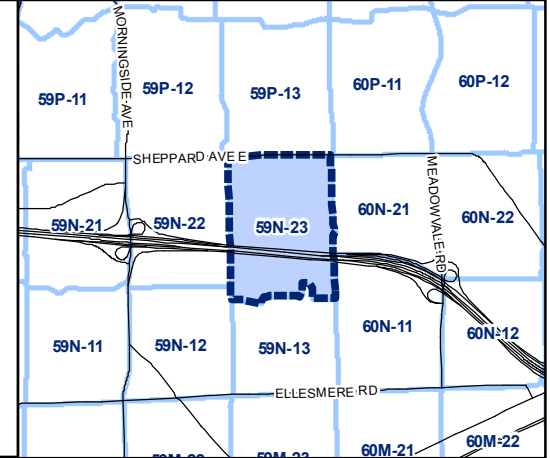 MORNINGSIDE AVE
59P-11
59P-12
59P-13
60P-11
60P-12
SHEPPARD AVE E
MEADOWVALE RD
59N-21
59N-22
59N-23
60N-21
60N-22
59N-11
59N-12
59N-13
60N-11
60N-12
ELLESMERE RD
59M-23
60M-21
60M-22